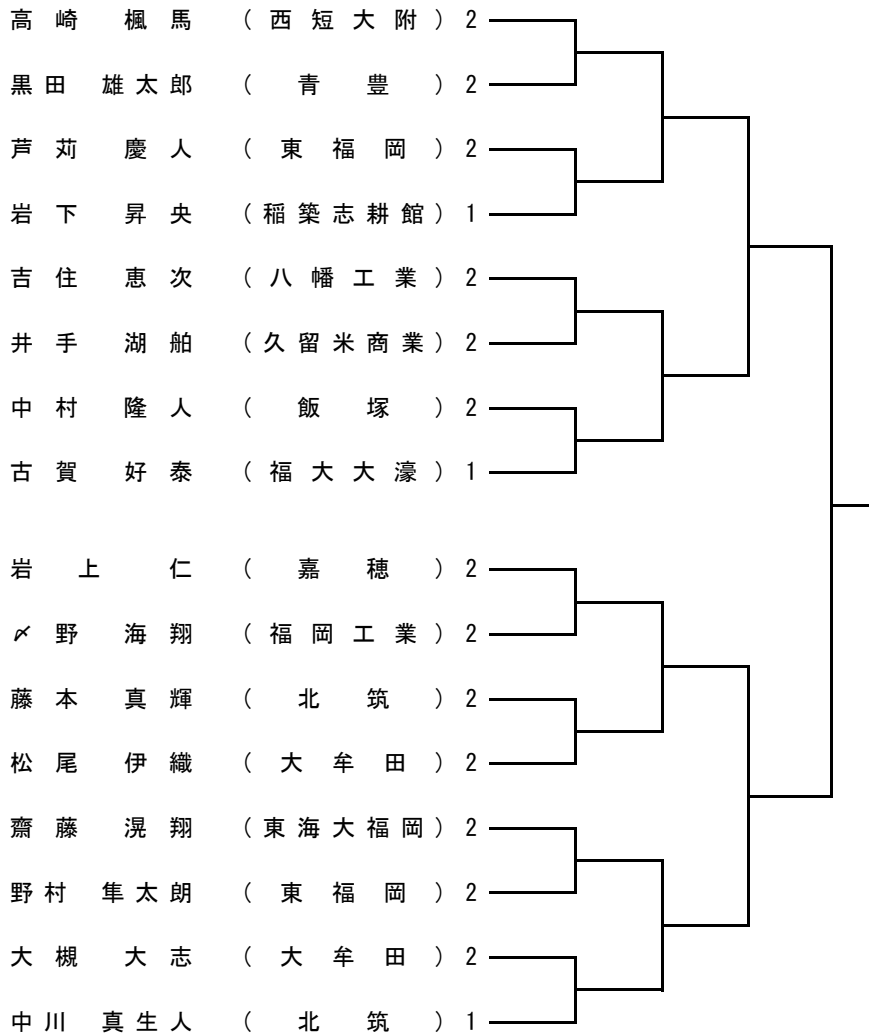 高崎 楓馬 (西短大附) 2
黒田 雄太郎 (青豊) 2
芦苅 慶人 (東福岡) 2
岩下 昇央 (稲築志耕館) 1
吉住 恵次 (八幡工業) 2
井手 湖舶 (久留米商業) 2
中村 隆人 (飯塚) 2
古賀 好泰 (福大大濠) 1
岩上 仁 (嘉穂) 2
〆野 海翔 (福岡工業) 2
藤本 真輝 (北筑) 2
松尾 伊織 (大牟田) 2
齋藤 滉翔 (東海大福岡) 2
野村 隼太朗 (東福岡) 2
大槻 大志 (大牟田) 2
中川 真生人 (北筑) 1